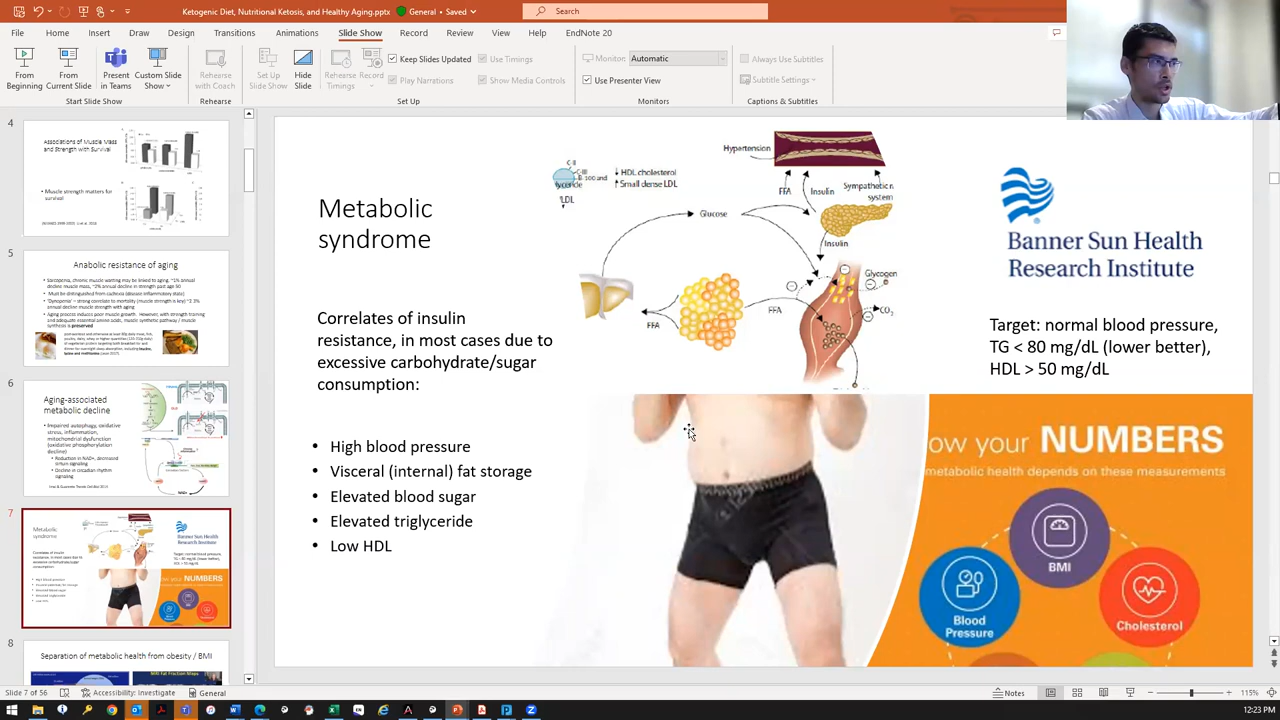 Ketogenic Diet, Nutritional Ketosis, and Healthy Aging.pptx
General • Saved
Search
File Home Insert Draw Design Transitions Animations Slide Show Record Review View Help EndNote 20
From Beginning
From Current Slide
Present in Teams
Custom Slide Show
Start Slide Show
Rehearse with Coach
Rehearse
Set Up Slide Show
Hide Slide
Rehearse Timings
Record
Keep Slides Updated
Play Narrations
Use Timings
Show Media Controls
Set Up
Monitor: Automatic
Use Presenter View
Monitors
Always Use Subtitles
Subtitle Settings
Captions & Subtitles
4
Associations of Muscle Mass
and Strength with Survival
• Muscle strength matters for
survival
5
Anabolic resistance of aging
6
Aging-associated
metabolic decline
7
Metabolic
syndrome
8
Separation of metabolic health from obesity / BMI
Metabolic
syndrome
Correlates of insulin
resistance, in most cases due to
excessive carbohydrate/sugar
consumption:
• High blood pressure
• Visceral (internal) fat storage
• Elevated blood sugar
• Elevated triglyceride
• Low HDL
Hypertension
C-II
C-III
B-100 and
HDL cholesterol
Small dense LDL
FFA
Insulin
Glucose
Insulin
Glycogen
FFA
FFA
CO2
Banner Sun Health
Research Institute
Target: normal blood pressure,
TG < 80 mg/dL (lower better),
HDL > 50 mg/dL
ow your NUMBERS
metabolic health depends on these measurements
BMI
Blood
Pressure
Cholesterol
Slide 7 of 56
Accessibility: Investigate
General
Notes
115%
12:23 PM